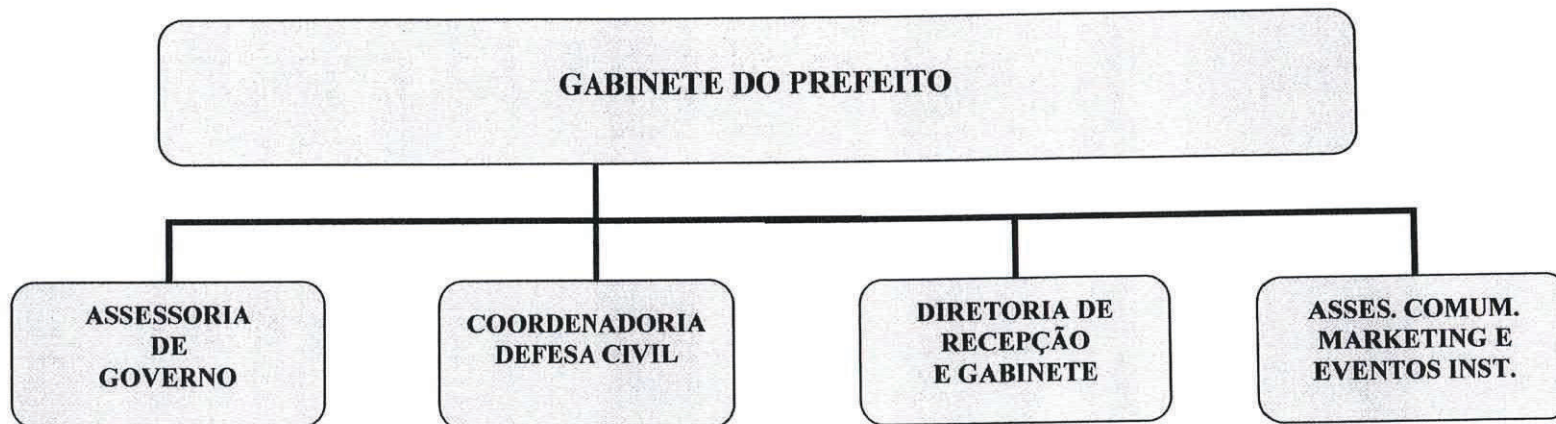 GABINETE DO PREFEITO
ASSESSORIA
DE
GOVERNO
COORDENADORIA
DEFESA CIVIL
DIRETORIA DE
RECEPÇÃO
E GABINETE
ASSES. COMUM.
MARKETING E
EVENTOS INST.